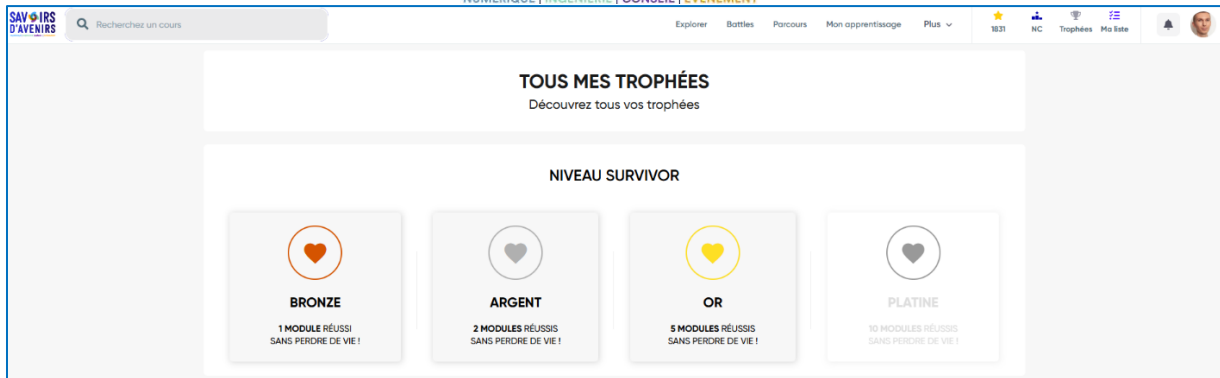 NUMÉRIQUE | INGÉNIERIE | CONSEIL | ÉVÉNEMENT
SAVOIRS
D'AVENIRS
Recherchez un cours
Explorer
Battles
Parcours
Mon apprentissage
Plus
1831
NC
Trophées
Ma liste
TOUS MES TROPHÉES
Découvrez tous vos trophées
NIVEAU SURVIVOR
BRONZE
1 MODULE RÉUSSI
SANS PERDRE DE VIE !
ARGENT
2 MODULES RÉUSSIS
SANS PERDRE DE VIE !
OR
5 MODULES RÉUSSIS
SANS PERDRE DE VIE !
PLATINE
10 MODULES RÉUSSIS
SANS PERDRE DE VIE !